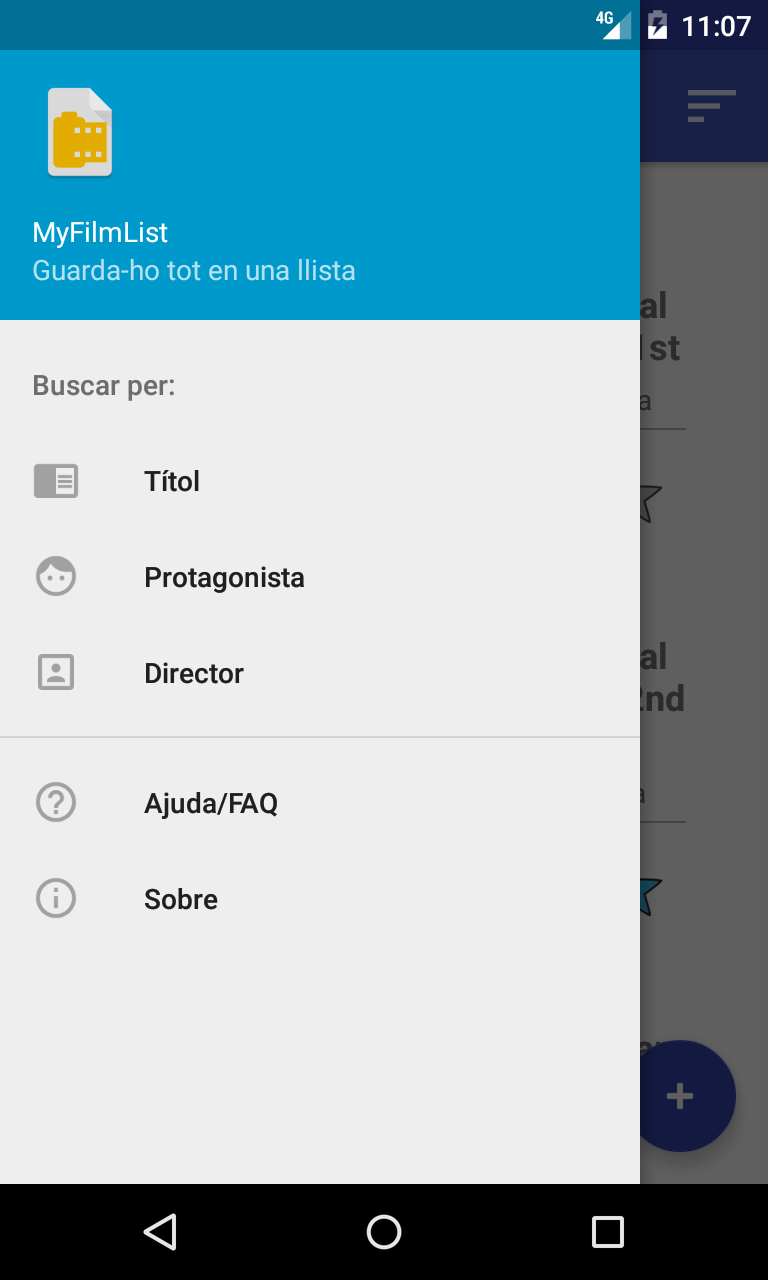 4G 11:07
MyFilmList
Guarda-ho tot en una llista
Buscar per:
Títol
Protagonista
Director
Ajuda/FAQ
Sobre
al
1st
a
al
2nd
a